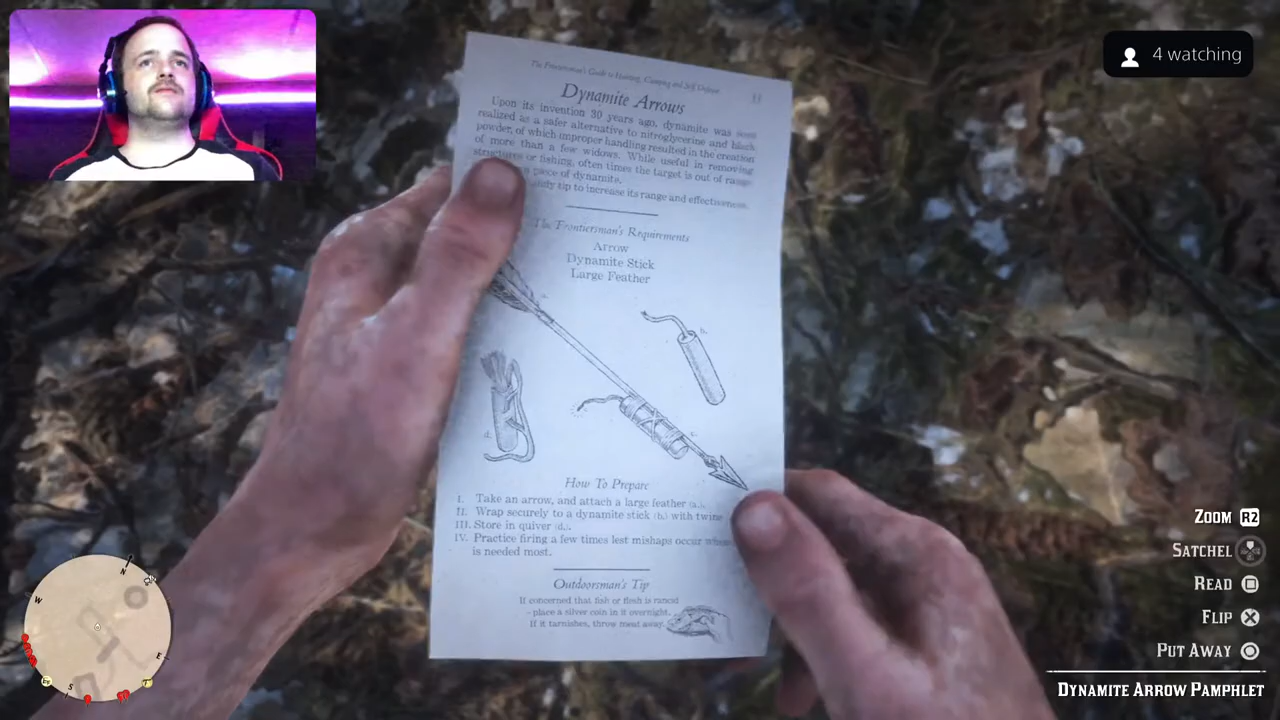 4 watching
The Frontiersman's Guide to Hunting, Camping and Self Defense
33
Dynamite Arrows
Upon its invention 30 years ago, dynamite was soon
realized as a safer alternative to nitroglycerine and black
powder, of which improper handling resulted in the creation
of more than a few widows. While useful in removing
structures or fishing, often times the target is out of range
piece of dynamite.
tip to increase its range and effectiveness.
The Frontiersman's Requirements
Arrow
Dynamite Stick
Large Feather
b.
c.
d.
How To Prepare
I. Take an arrow, and attach a large feather (a.).
II. Wrap securely to a dynamite stick (b.) with twine
III. Store in quiver (d.).
IV. Practice firing a few times lest mishaps occur when
is needed most.
Outdoorsman's Tip
If concerned that fish or flesh is rancid
- place a silver coin in it overnight.
If it tarnishes, throw meat away.
N
W
E
S
ZOOM R2
SATCHEL
READ
FLIP
PUT AWAY
DYNAMITE ARROW PAMPHLET